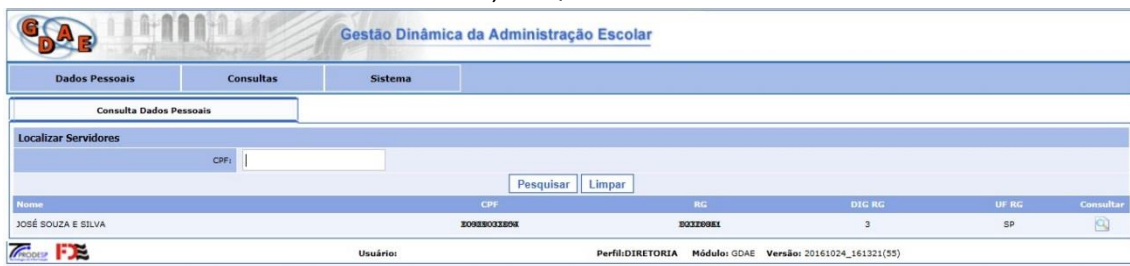 GDAE Gestão Dinâmica da Administração Escolar
Dados Pessoais Consultas Sistema
Consulta Dados Pessoais
Localizar Servidores
CPF:
Pesquisar Limpar
Nome CPF RG DIG RG UF RG Consultar
JOSÉ SOUZA E SILVA 3 SP
PRODESP FDE Usuário: Perfil:DIRETORIA Módulo: GDAE Versão: 20161024_161321(55)